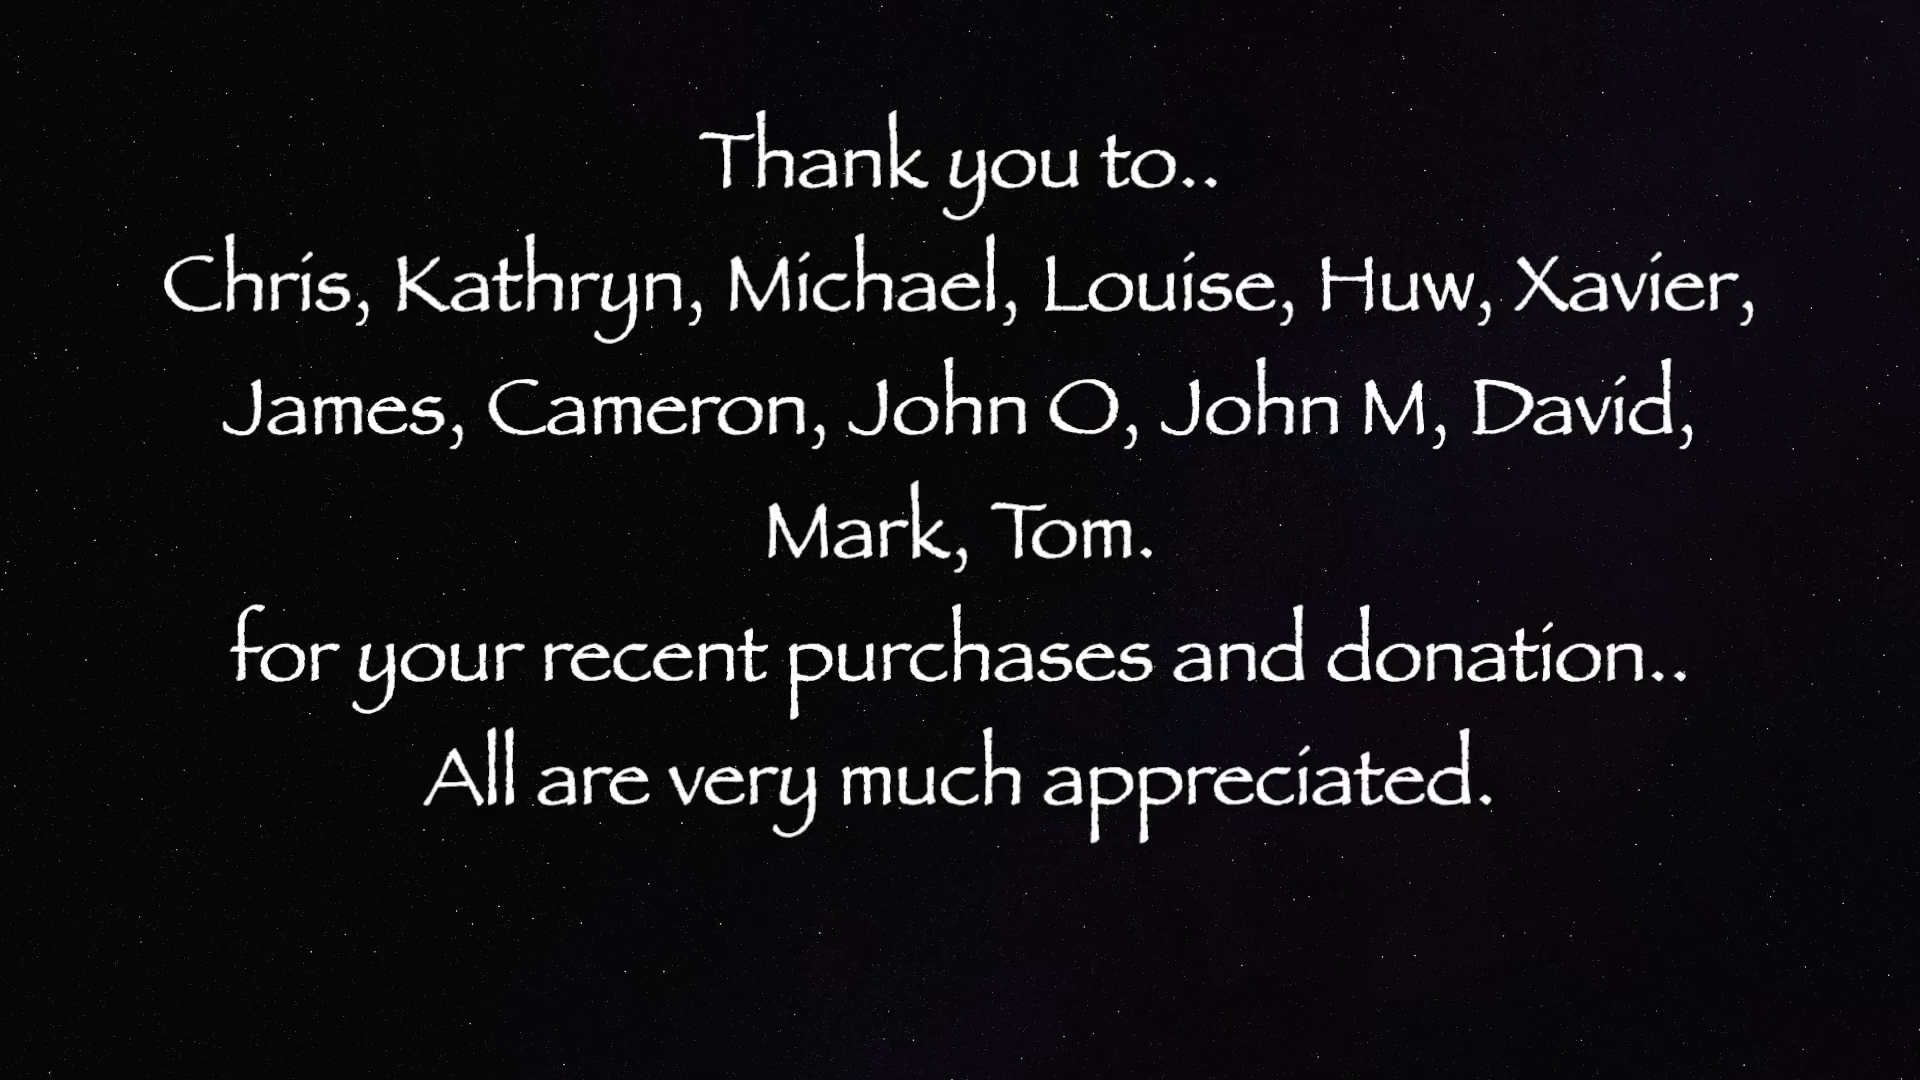 Thank you to..
Chris, Kathryn, Michael, Louise, Huw, Xavier,
James, Cameron, John O, John M, David,
Mark, Tom.
for your recent purchases and donation..
All are very much appreciated.